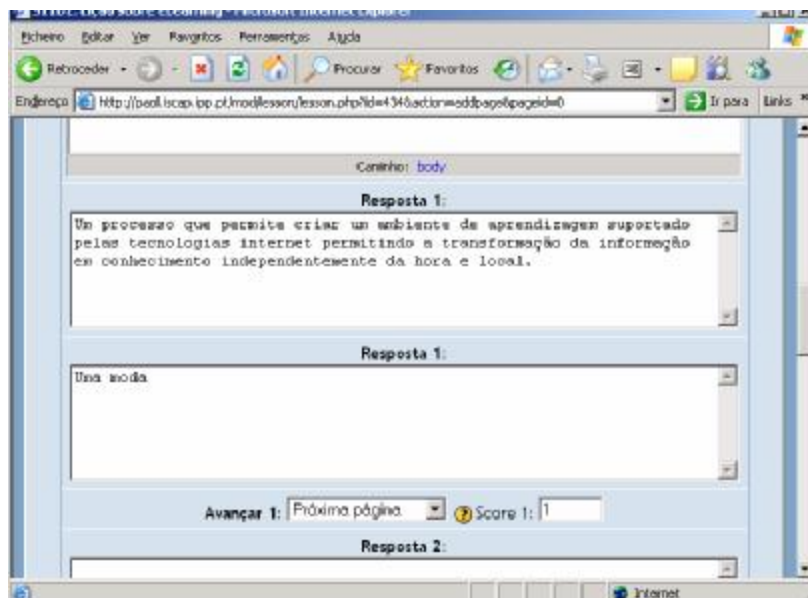 Ficheiro Editar Ver Favoritos Ferramentas Ajuda
Retroceder Procurar Favoritos
Endereço http://paol.iscap.ipp.pt/mod/lesson/lesson.php?id=434&action=addpage&pageid=0 Ir para Links
Caminho: body
Resposta 1:
Um processo que permite criar um ambiente de aprendizagem suportado
pelas tecnologias internet permitindo a transformação da informação
em conhecimento independentemente da hora e local.
Resposta 1:
Uma moda
Avançar 1: Próxima página Score 1: 1
Resposta 2:
Internet